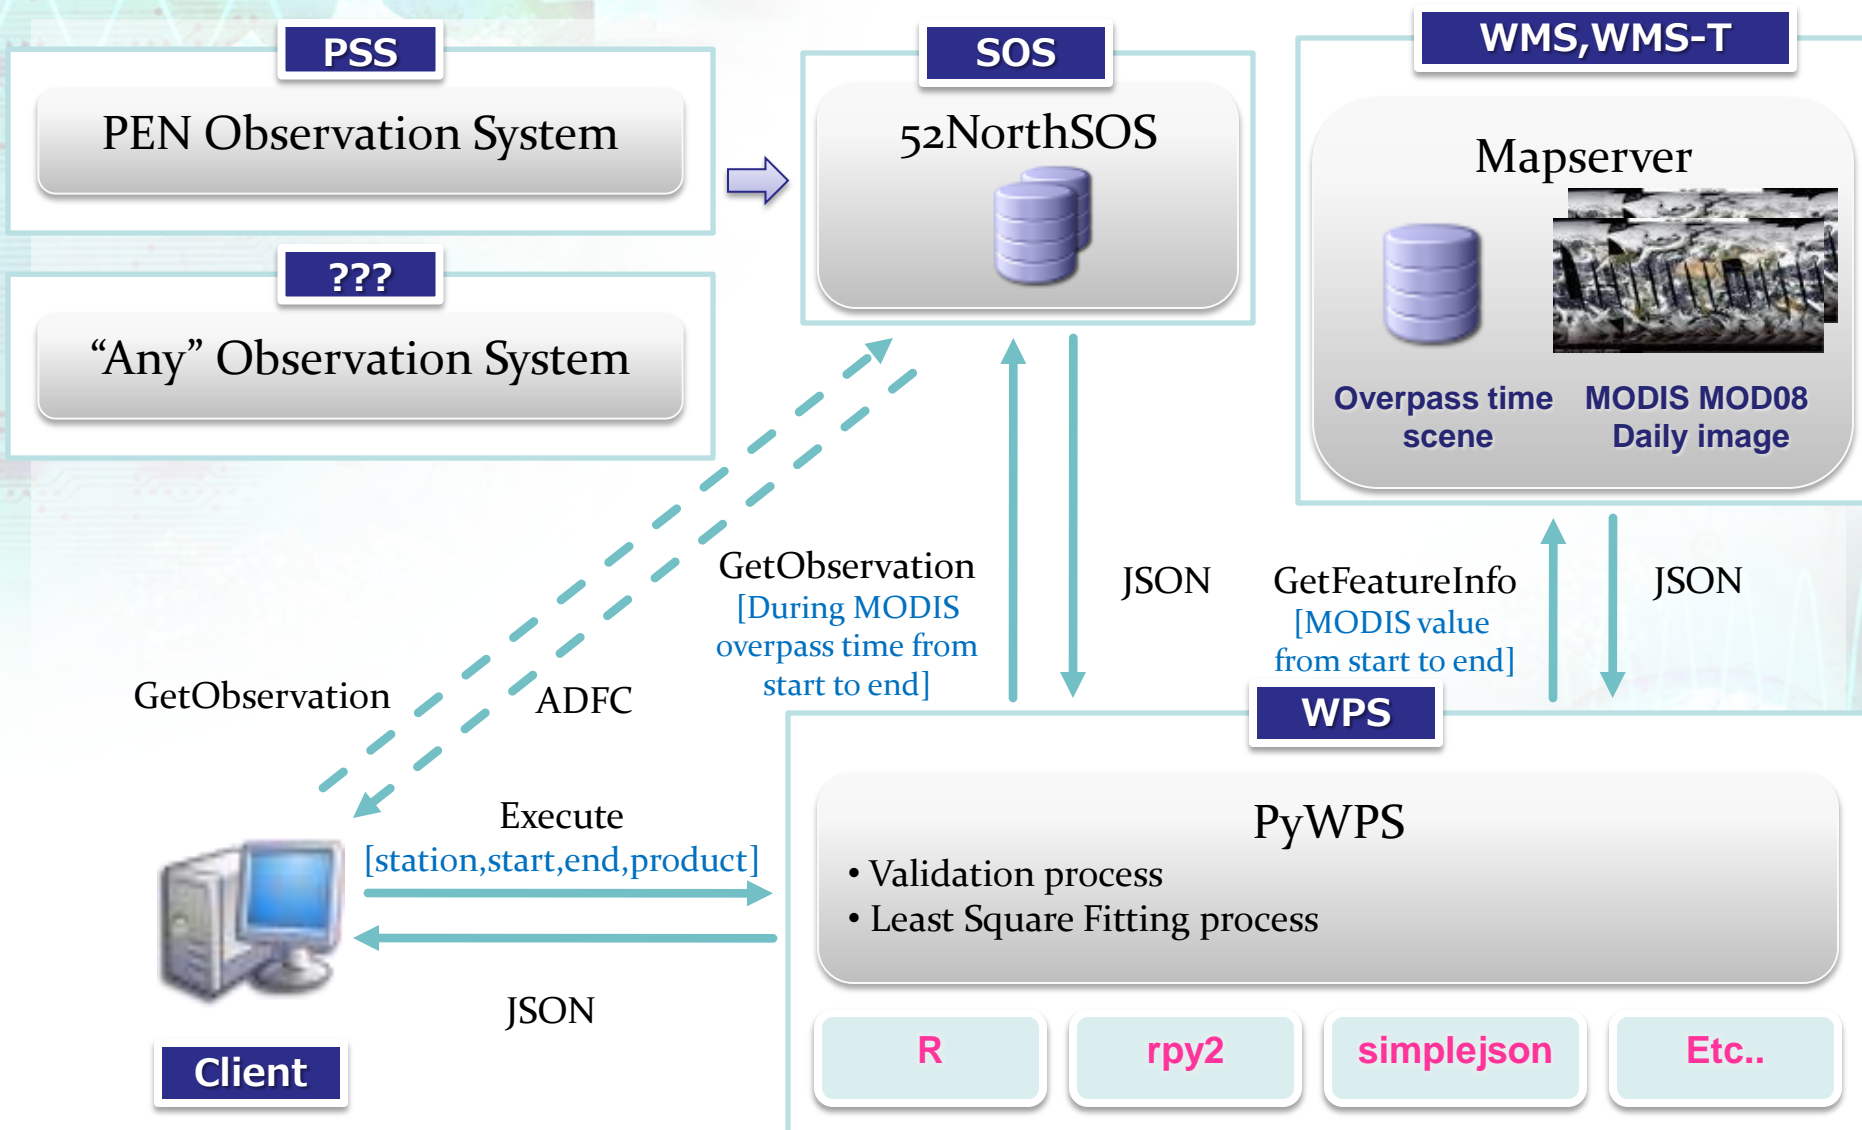 PSS
PEN Observation System
???
“Any” Observation System
SOS
52NorthSOS
WMS,WMS-T
Mapserver
Overpass time
scene
MODIS MOD08
Daily image
GetObservation
[During MODIS
overpass time from
start to end]
JSON
GetFeatureInfo
[MODIS value
from start to end]
JSON
GetObservation
ADFC
Execute
[station,start,end,product]
JSON
Client
WPS
PyWPS
• Validation process
• Least Square Fitting process
R
rpy2
simplejson
Etc..